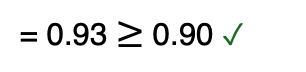 = 0.93 ≥ 0.90 ✓